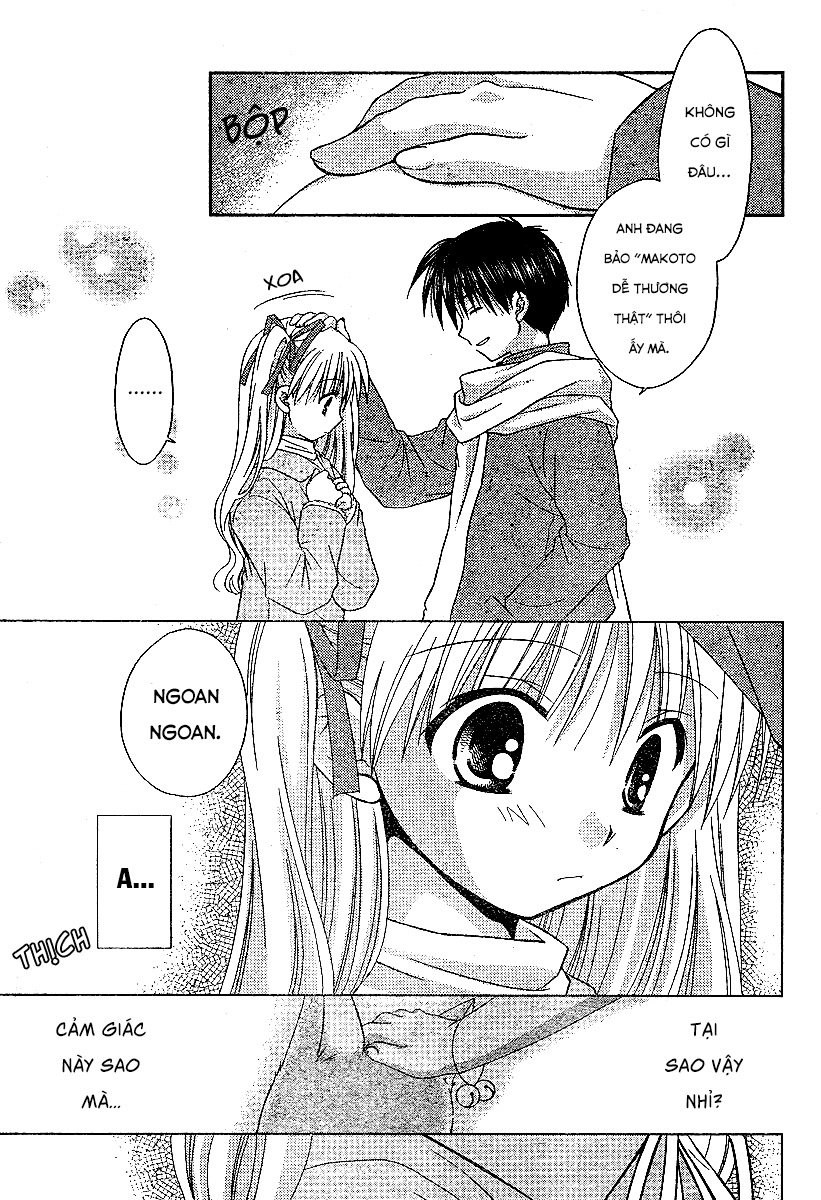 BỘP
KHÔNG
CÓ GÌ
ĐÂU...
ANH ĐANG
BẢO "MAKOTO
DỄ THƯƠNG
THẬT" THÔI
ẤY MÀ.
XOA
......
NGOAN
NGOAN.
A...
THỊCH
TẠI
SAO VẬY
NHỈ?
CẢM GIÁC
NÀY SAO
MÀ...